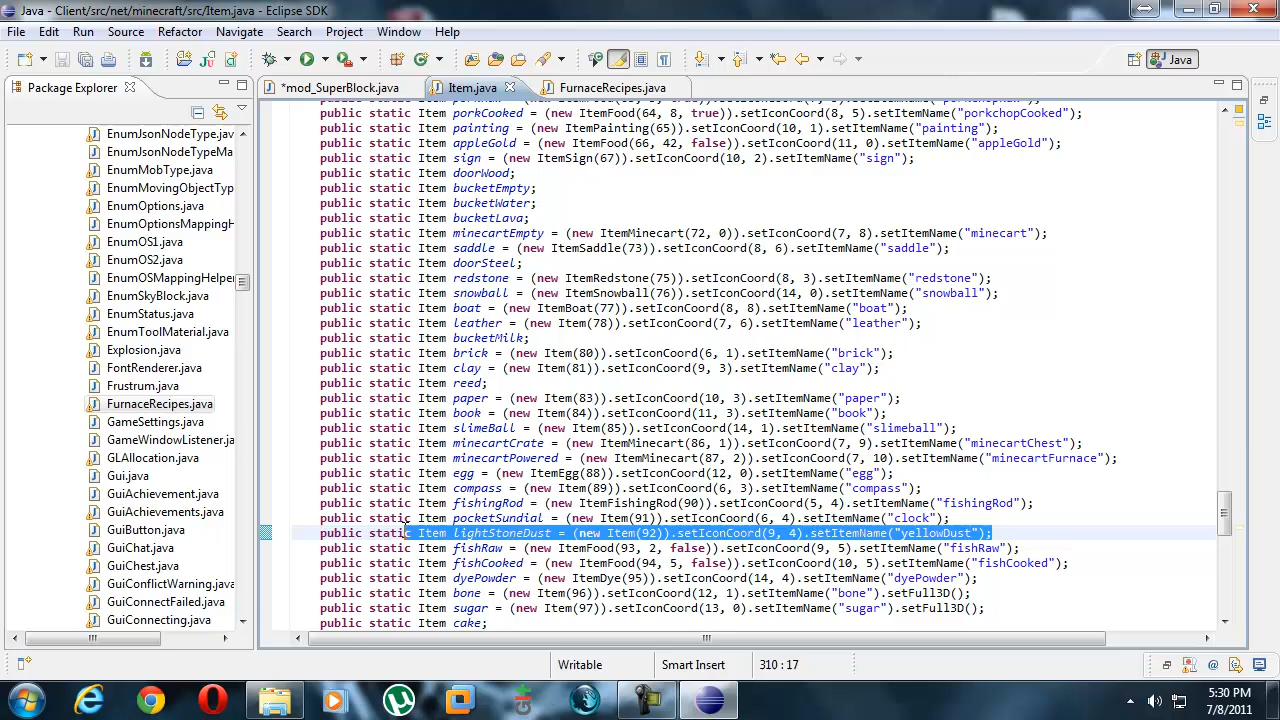 Java - Client/src/net/minecraft/src/Item.java - Eclipse SDK
File Edit Run Source Refactor Navigate Search Project Window Help
Java
Package Explorer
*mod_SuperBlock.java Item.java FurnaceRecipes.java
EnumJsonNodeType.jav
EnumJsonNodeTypeMa
EnumMobType.java
EnumMovingObjectTyp
EnumOptions.java
EnumOptionsMappingH
EnumOS1.java
EnumOS2.java
EnumOSMappingHelper
EnumSkyBlock.java
EnumStatus.java
EnumToolMaterial.java
Explosion.java
FontRenderer.java
Frustrum.java
FurnaceRecipes.java
GameSettings.java
GameWindowListener.ja
GLAllocation.java
Gui.java
GuiAchievement.java
GuiAchievements.java
GuiButton.java
GuiChat.java
GuiChest.java
GuiConflictWarning.java
GuiConnectFailed.java
GuiConnecting.java
public static Item porkCooked = (new ItemFood(64, 8, true)).setIconCoord(8, 5).setItemName("porkchopCooked");
public static Item painting = (new ItemPainting(65)).setIconCoord(10, 1).setItemName("painting");
public static Item appleGold = (new ItemFood(66, 42, false)).setIconCoord(11, 0).setItemName("appleGold");
public static Item sign = (new ItemSign(67)).setIconCoord(10, 2).setItemName("sign");
public static Item doorWood;
public static Item bucketEmpty;
public static Item bucketWater;
public static Item bucketLava;
public static Item minecartEmpty = (new ItemMinecart(72, 0)).setIconCoord(7, 8).setItemName("minecart");
public static Item saddle = (new ItemSaddle(73)).setIconCoord(8, 6).setItemName("saddle");
public static Item doorSteel;
public static Item redstone = (new ItemRedstone(75)).setIconCoord(8, 3).setItemName("redstone");
public static Item snowball = (new ItemSnowball(76)).setIconCoord(14, 0).setItemName("snowball");
public static Item boat = (new ItemBoat(77)).setIconCoord(8, 8).setItemName("boat");
public static Item leather = (new Item(78)).setIconCoord(7, 6).setItemName("leather");
public static Item bucketMilk;
public static Item brick = (new Item(80)).setIconCoord(6, 1).setItemName("brick");
public static Item clay = (new Item(81)).setIconCoord(9, 3).setItemName("clay");
public static Item reed;
public static Item paper = (new Item(83)).setIconCoord(10, 3).setItemName("paper");
public static Item book = (new Item(84)).setIconCoord(11, 3).setItemName("book");
public static Item slimeBall = (new Item(85)).setIconCoord(14, 1).setItemName("slimeball");
public static Item minecartCrate = (new ItemMinecart(86, 1)).setIconCoord(7, 9).setItemName("minecartChest");
public static Item minecartPowered = (new ItemMinecart(87, 2)).setIconCoord(7, 10).setItemName("minecartFurnace");
public static Item egg = (new ItemEgg(88)).setIconCoord(12, 0).setItemName("egg");
public static Item compass = (new Item(89)).setIconCoord(6, 3).setItemName("compass");
public static Item fishingRod = (new ItemFishingRod(90)).setIconCoord(5, 4).setItemName("fishingRod");
public static Item pocketSundial = (new Item(91)).setIconCoord(6, 4).setItemName("clock");
public static Item lightStoneDust = (new Item(92)).setIconCoord(9, 4).setItemName("yellowDust");
public static Item fishRaw = (new ItemFood(93, 2, false)).setIconCoord(9, 5).setItemName("fishRaw");
public static Item fishCooked = (new ItemFood(94, 5, false)).setIconCoord(10, 5).setItemName("fishCooked");
public static Item dyePowder = (new ItemDye(95)).setIconCoord(14, 4).setItemName("dyePowder");
public static Item bone = (new Item(96)).setIconCoord(12, 1).setItemName("bone").setFull3D();
public static Item sugar = (new Item(97)).setIconCoord(13, 0).setItemName("sugar").setFull3D();
public static Item cake;
Writable Smart Insert 310 : 17
5:30 PM
7/8/2011